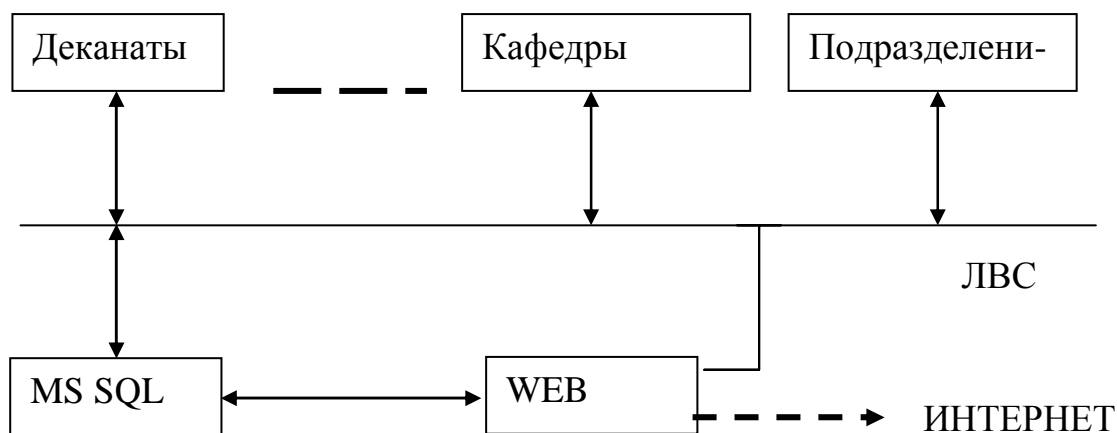 Деканаты
Кафедры
Подразделени-
ЛВС
MS SQL
WEB
ИНТЕРНЕТ